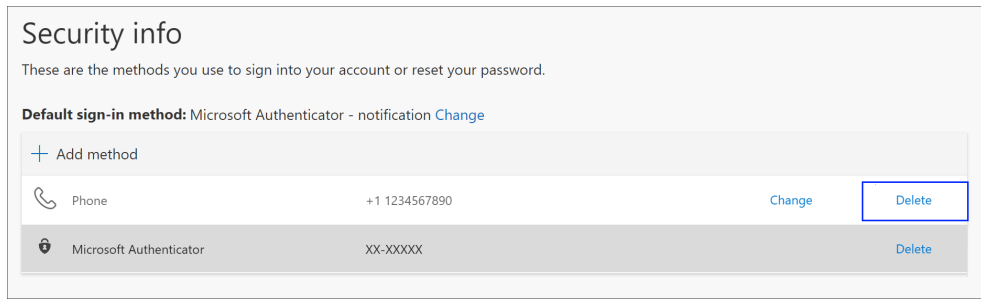 Security info
These are the methods you use to sign into your account or reset your password.
Default sign-in method: Microsoft Authenticator - notification Change
Add method
Phone +1 1234567890 Change Delete
Microsoft Authenticator XX-XXXXX Delete